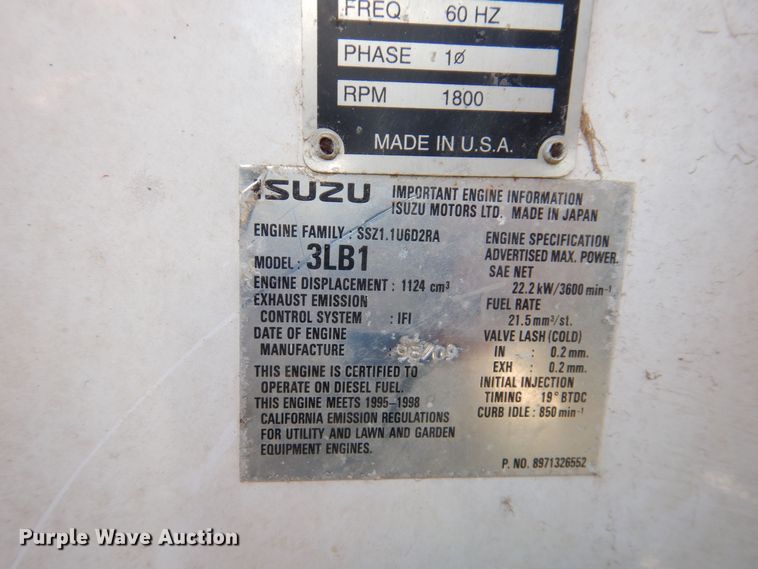 FREQ 60 HZ
PHASE 1ø
RPM 1800
MADE IN U.S.A.
ISUZU IMPORTANT ENGINE INFORMATION
ISUZU MOTORS LTD. MADE IN JAPAN
ENGINE FAMILY : SSZ1.1U6D2RA
MODEL : 3LB1
ENGINE DISPLACEMENT : 1124 cm³
EXHAUST EMISSION
CONTROL SYSTEM : IFI
DATE OF ENGINE
MANUFACTURE
THIS ENGINE IS CERTIFIED TO
OPERATE ON DIESEL FUEL.
THIS ENGINE MEETS 1995-1998
CALIFORNIA EMISSION REGULATIONS
FOR UTILITY AND LAWN AND GARDEN
EQUIPMENT ENGINES.
ENGINE SPECIFICATION
ADVERTISED MAX. POWER.
SAE NET
22.2 kW/3600 min⁻¹
FUEL RATE
21.5 mm³/st.
VALVE LASH (COLD)
IN : 0.2 mm.
EXH : 0.2 mm.
INITIAL INJECTION
TIMING : 19° BTDC
CURB IDLE : 850 min⁻¹
P. NO. 8971326552
Purple Wave Auction